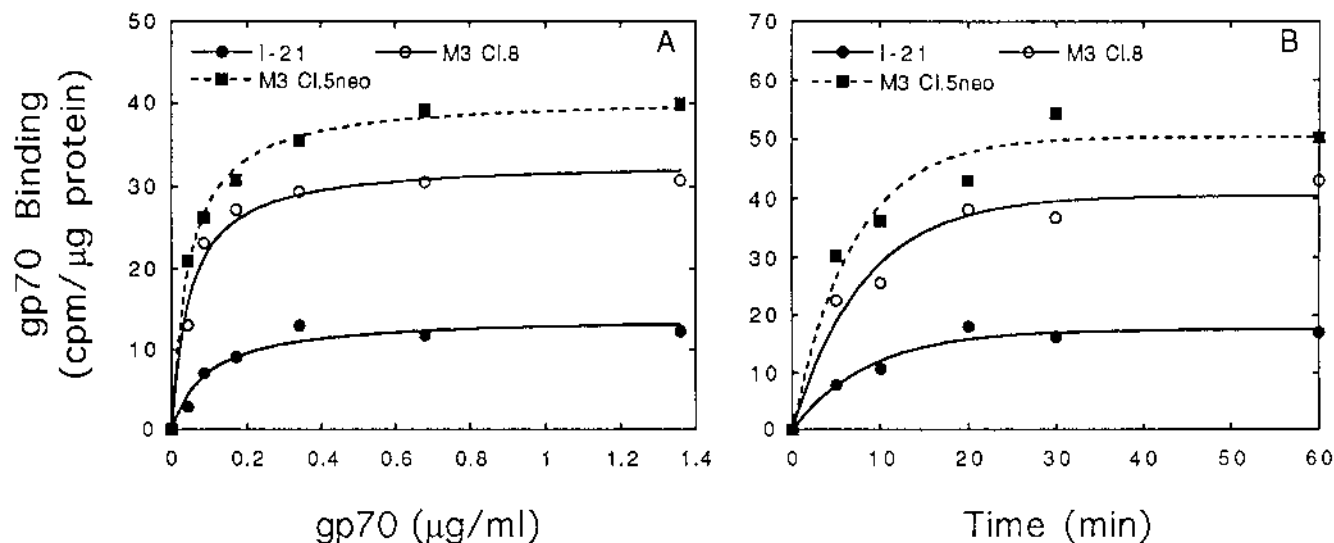 gp70 Binding
(cpm/μg protein)
50
40
30
20
10
0
I-21
M3 Cl.8
M3 Cl.5neo
A
0 0.2 0.4 0.6 0.8 1 1.2 1.4
gp70 (μg/ml)
70
60
50
40
30
20
10
0
I-21
M3 Cl.8
M3 Cl.5neo
B
0 10 20 30 40 50 60
Time (min)